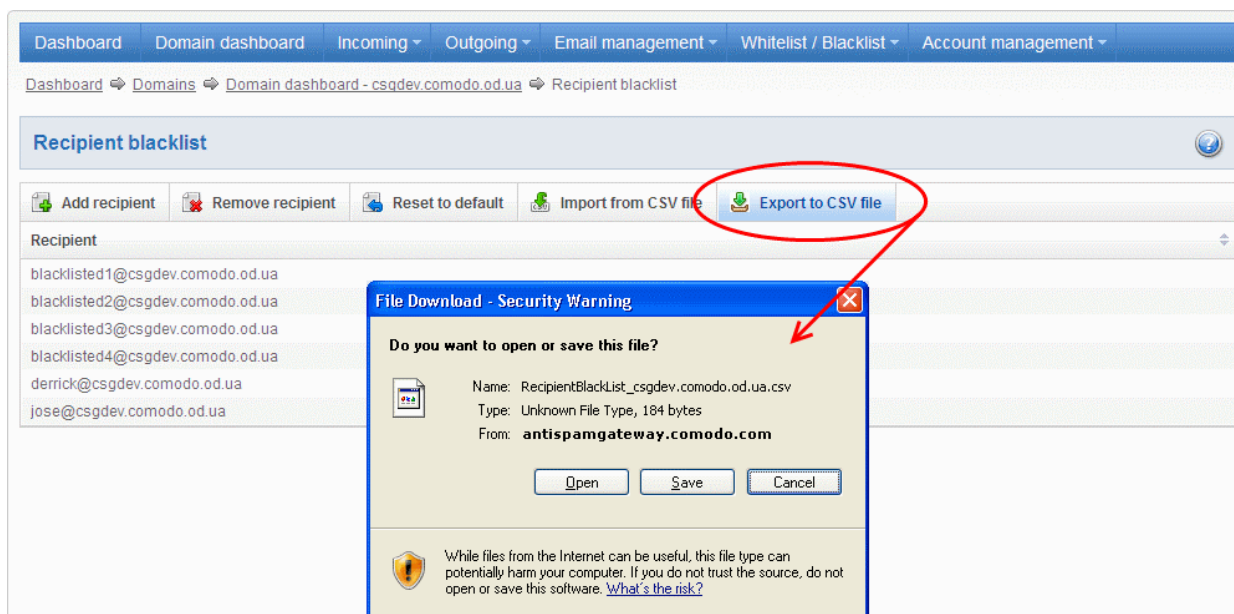 Dashboard Domain dashboard Incoming Outgoing Email management Whitelist / Blacklist Account management
Dashboard Domains Domain dashboard - csgdev.comodo.od.ua Recipient blacklist
Recipient blacklist
Add recipient Remove recipient Reset to default Import from CSV file Export to CSV file
Recipient
blacklisted1@csgdev.comodo.od.ua
blacklisted2@csgdev.comodo.od.ua
blacklisted3@csgdev.comodo.od.ua
blacklisted4@csgdev.comodo.od.ua
derrick@csgdev.comodo.od.ua
jose@csgdev.comodo.od.ua
File Download - Security Warning
Do you want to open or save this file?
Name: RecipientBlackList_csgdev.comodo.od.ua.csv
Type: Unknown File Type, 184 bytes
From: antispamgateway.comodo.com
Open Save Cancel
While files from the Internet can be useful, this file type can
potentially harm your computer. If you do not trust the source, do not
open or save this software. What's the risk?